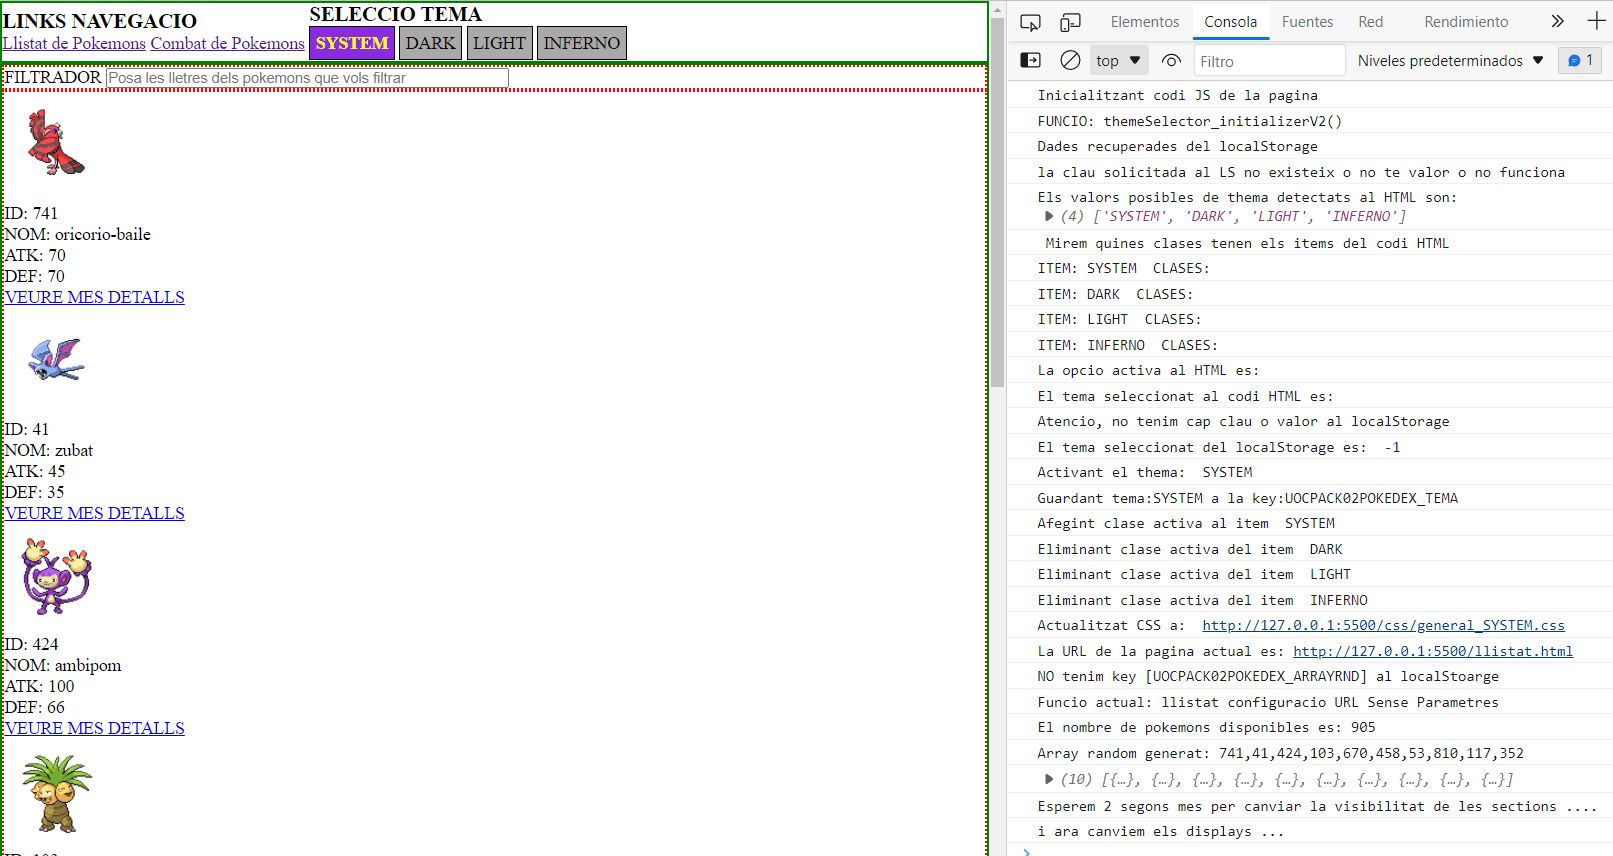 LINKS NAVEGACIO
Llistat de Pokemons Combat de Pokemons
SELECCIO TEMA
SYSTEM DARK LIGHT INFERNO
FILTRADOR Posa les lletres dels pokemons que vols filtrar
ID: 741
NOM: oricorio-baile
ATK: 70
DEF: 70
VEURE MES DETALLS
ID: 41
NOM: zubat
ATK: 45
DEF: 35
VEURE MES DETALLS
ID: 424
NOM: ambipom
ATK: 100
DEF: 66
VEURE MES DETALLS
ID: 103
Elementos Consola Fuentes Red Rendimiento
top Filtro Niveles predeterminados 1
Inicialitzant codi JS de la pagina
FUNCIO: themeSelector_initializerV2()
Dades recuperades del localStorage
la clau solicitada al LS no existeix o no te valor o no funciona
Els valors posibles de thema detectats al HTML son:
(4) ['SYSTEM', 'DARK', 'LIGHT', 'INFERNO']
Mirem quines clases tenen els items del codi HTML
ITEM: SYSTEM CLASES:
ITEM: DARK CLASES:
ITEM: LIGHT CLASES:
ITEM: INFERNO CLASES:
La opcio activa al HTML es:
El tema seleccionat al codi HTML es:
Atencio, no tenim cap clau o valor al localStorage
El tema seleccionat del localStorage es: -1
Activant el thema: SYSTEM
Guardant tema:SYSTEM a la key:UOCPACK02POKEDEX_TEMA
Afegint clase activa al item SYSTEM
Eliminant clase activa del item DARK
Eliminant clase activa del item LIGHT
Eliminant clase activa del item INFERNO
Actualitzat CSS a: http://127.0.0.1:5500/css/general_SYSTEM.css
La URL de la pagina actual es: http://127.0.0.1:5500/llistat.html
NO tenim key [UOCPACK02POKEDEX_ARRAYRND] al localStoarge
Funcio actual: llistat configuracio URL Sense Parametres
El nombre de pokemons disponibles es: 905
Array random generat: 741,41,424,103,670,458,53,810,117,352
(10) [{…}, {…}, {…}, {…}, {…}, {…}, {…}, {…}, {…}, {…}]
Esperem 2 segons mes per canviar la visibilitat de les sections ....
i ara canviem els displays ...